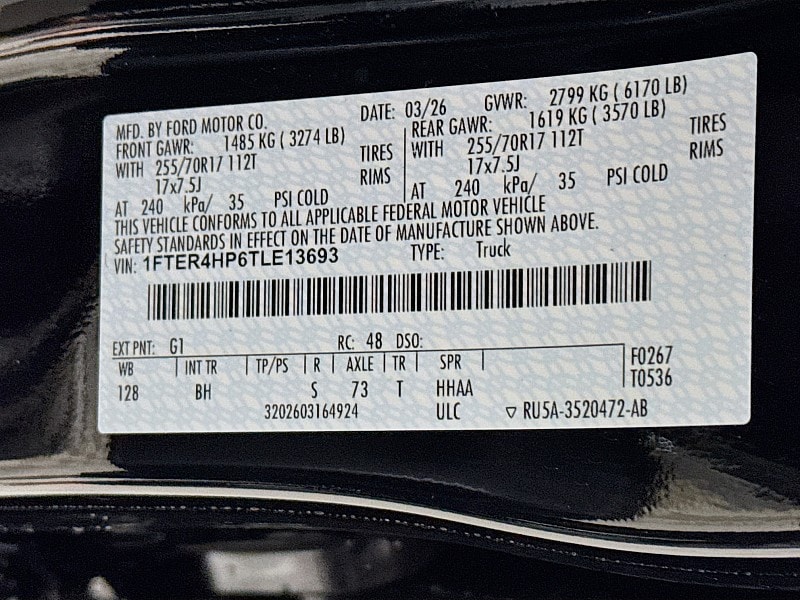 MFD. BY FORD MOTOR CO. DATE: 03/26 GVWR: 2799 KG ( 6170 LB)
FRONT GAWR: 1485 KG ( 3274 LB) REAR GAWR: 1619 KG ( 3570 LB)
WITH 255/70R17 112T TIRES WITH 255/70R17 112T TIRES
17x7.5J RIMS 17x7.5J RIMS
AT 240 kPa/ 35 PSI COLD AT 240 kPa/ 35 PSI COLD
THIS VEHICLE CONFORMS TO ALL APPLICABLE FEDERAL MOTOR VEHICLE
SAFETY STANDARDS IN EFFECT ON THE DATE OF MANUFACTURE SHOWN ABOVE.
VIN: 1FTER4HP6TLE13693 TYPE: Truck
EXT PNT: G1 RC: 48 DSO:
WB INT TR TP/PS R AXLE TR SPR F0267
128 BH S 73 T HHAA T0536
3202603164924 ULC ▽ RU5A-3520472-AB